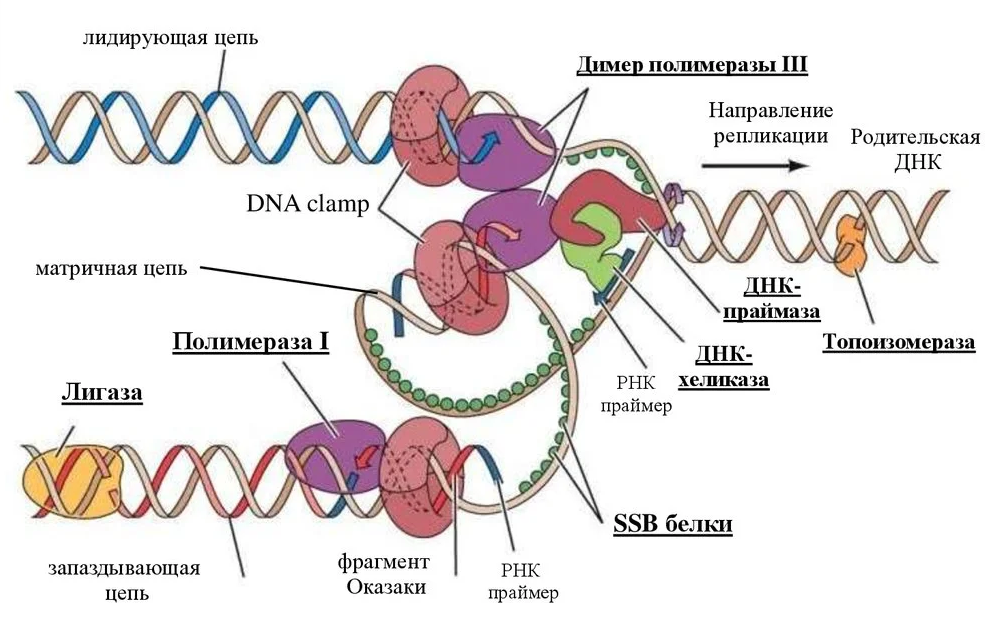 лидирующая цепь
Димер полимеразы III
Направление
репликации
Родительская
ДНК
DNA clamp
матричная цепь
ДНК-
праймаза
Топоизомераза
Полимераза I
ДНК-
хеликаза
РНК
праймер
Лигаза
SSB белки
запаздывающая
цепь
фрагмент
Оказаки
РНК
праймер